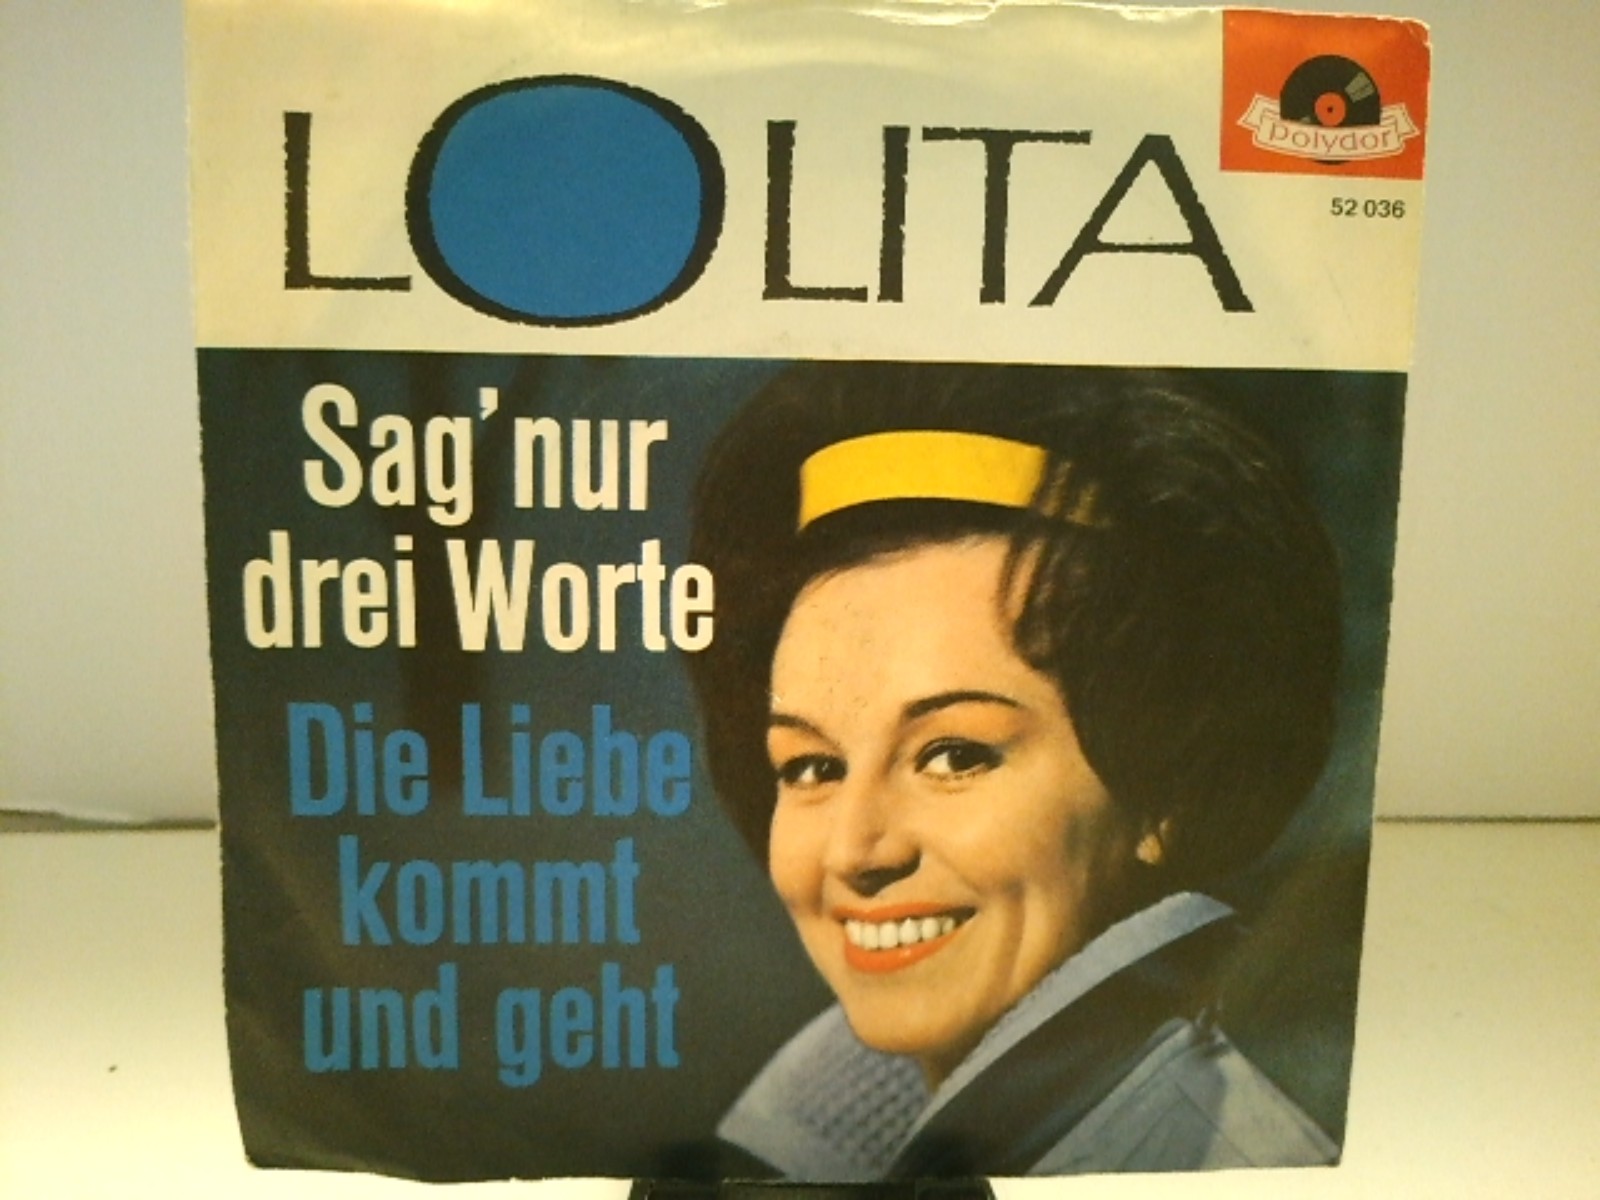 LOLITA
polydor
52 036
Sag' nur
drei Worte
Die Liebe
kommt
und geht